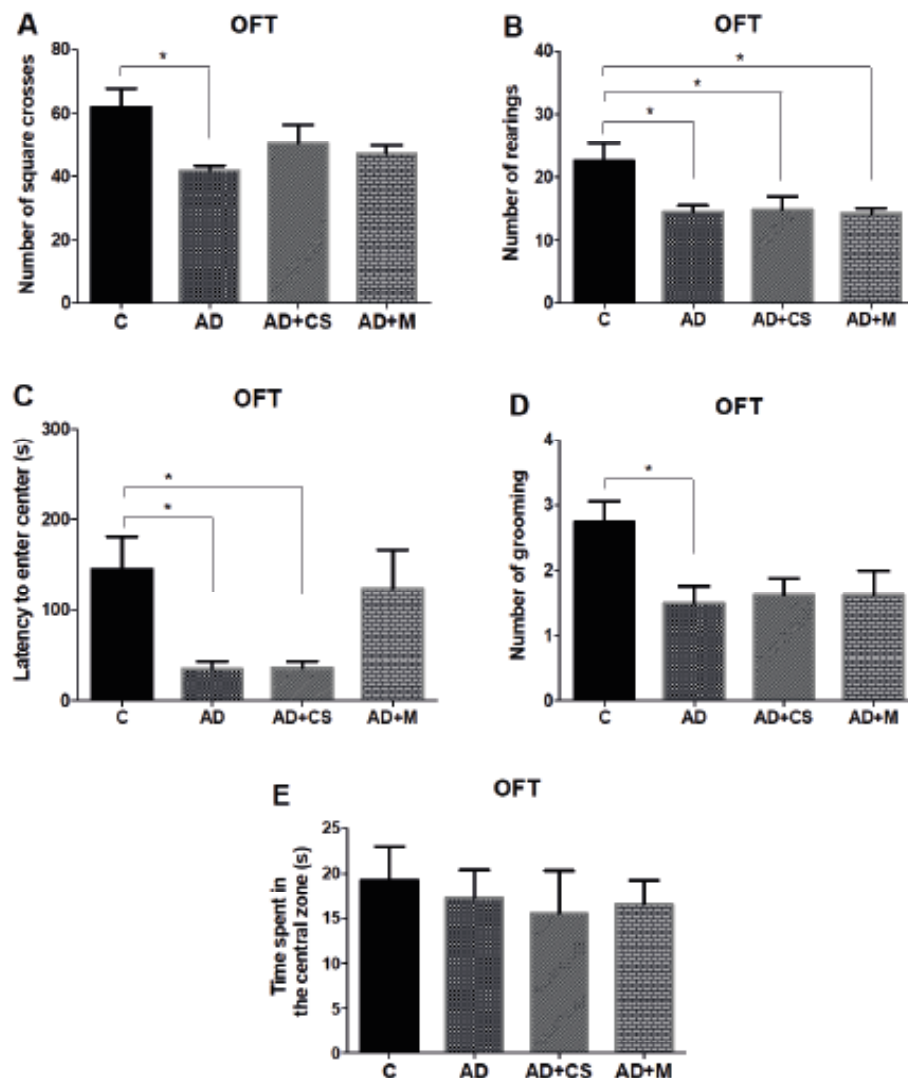 A
OFT
Number of square crosses
80
60
40
20
0
*
C AD AD+CS AD+M
B
OFT
Number of rearings
40
30
20
10
0
*
*
*
C AD AD+CS AD+M
C
OFT
Latency to enter center (s)
300
200
100
0
*
*
C AD AD+CS AD+M
D
OFT
Number of grooming
4
3
2
1
0
*
C AD AD+CS AD+M
E
OFT
Time spent in
the central zone (s)
25
20
15
10
5
0
C AD AD+CS AD+M